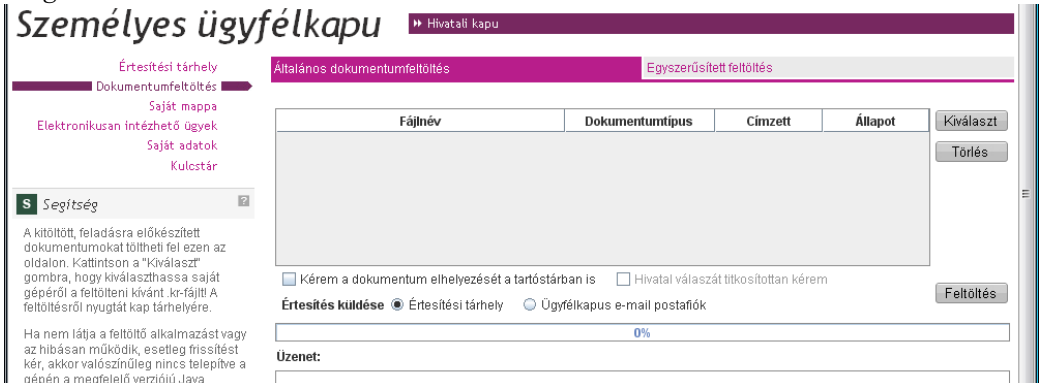 Személyes ügyfélkapu
Hivatali kapu
Értesítési tárhely
Dokumentumfeltöltés
Saját mappa
Elektronikusan intézhető ügyek
Saját adatok
Kulcstár
S Segítség ?
A kitöltött, feladásra előkészített
dokumentumokat töltheti fel ezen az
oldalon. Kattintson a "Kiválaszt"
gombra, hogy kiválaszthassa saját
gépéről a feltölteni kívánt .kr-fájlt! A
feltöltésről nyugtát kap tárhelyére.
Ha nem látja a feltöltő alkalmazást vagy
az hibásan működik, esetleg frissítést
kér, akkor valószínűleg nincs telepítve a
gépén a megfelelő verziójú Java
Általános dokumentumfeltöltés
Egyszerűsített feltöltés
Fájlnév Dokumentumtípus Címzett Állapot
Kiválaszt
Törlés
Kérem a dokumentum elhelyezését a tartóstárban is
Hivatal válaszát titkosítottan kérem
Értesítés küldése Értesítési tárhely Ügyfélkapus e-mail postafiók
Feltöltés
0%
Üzenet: